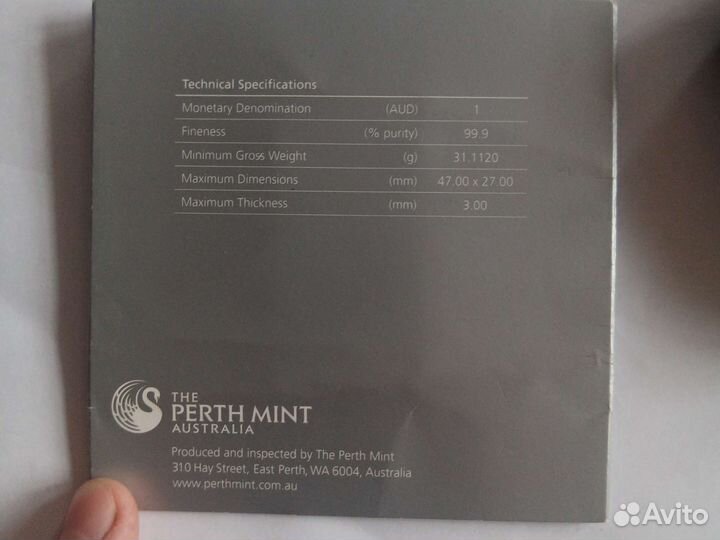 Technical Specifications
Monetary Denomination (AUD) 1
Fineness (% purity) 99.9
Minimum Gross Weight (g) 31.1120
Maximum Dimensions (mm) 47.00 x 27.00
Maximum Thickness (mm) 3.00
THE
PERTH MINT
AUSTRALIA
Produced and inspected by The Perth Mint
310 Hay Street, East Perth, WA 6004, Australia
www.perthmint.com.au
Avito